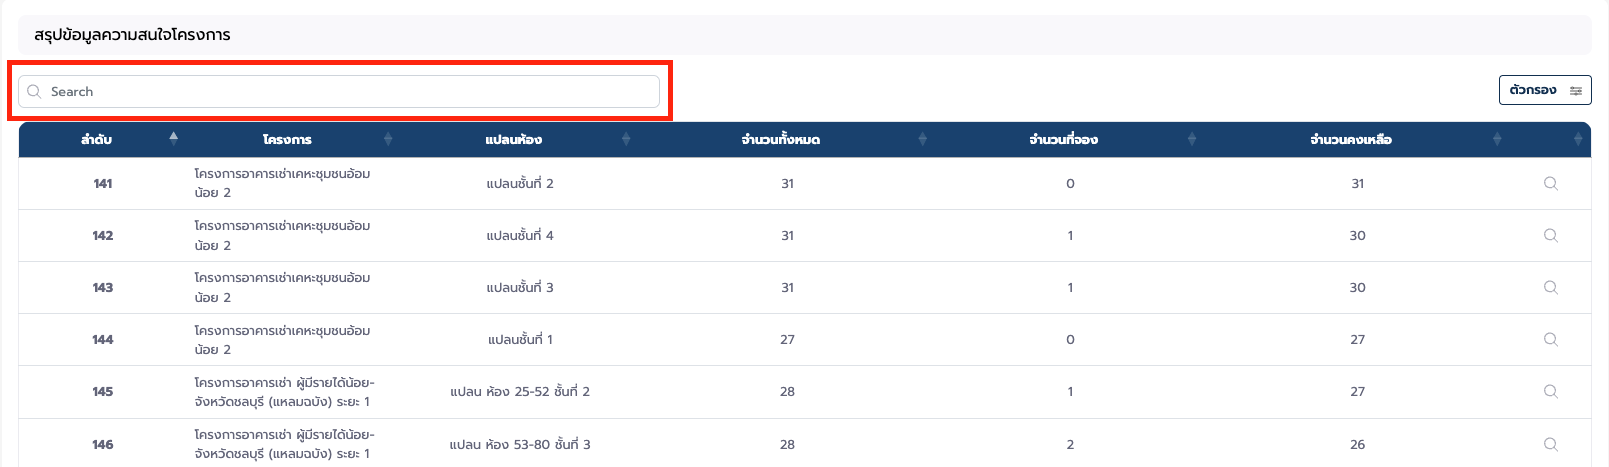 สรุปข้อมูลความสนใจโครงการ
Search
ตัวกรอง
ลำดับ โครงการ แปลนห้อง จำนวนทั้งหมด จำนวนที่จอง จำนวนคงเหลือ
141 โครงการอาคารเช่าเคหะชุมชนอ้อม แปลนชั้นที่ 2 31 0 31
น้อย 2
142 โครงการอาคารเช่าเคหะชุมชนอ้อม แปลนชั้นที่ 4 31 1 30
น้อย 2
143 โครงการอาคารเช่าเคหะชุมชนอ้อม แปลนชั้นที่ 3 31 1 30
น้อย 2
144 โครงการอาคารเช่าเคหะชุมชนอ้อม แปลนชั้นที่ 1 27 0 27
น้อย 2
145 โครงการอาคารเช่า ผู้มีรายได้น้อย- แปลน ห้อง 25-52 ชั้นที่ 2 28 1 27
จังหวัดชลบุรี (แหลมฉบัง) ระยะ 1
146 โครงการอาคารเช่า ผู้มีรายได้น้อย- แปลน ห้อง 53-80 ชั้นที่ 3 28 2 26
จังหวัดชลบุรี (แหลมฉบัง) ระยะ 1